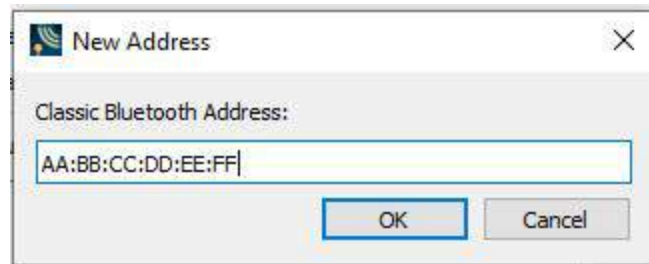 New Address
Classic Bluetooth Address:
AA:BB:CC:DD:EE:FF
OK
Cancel